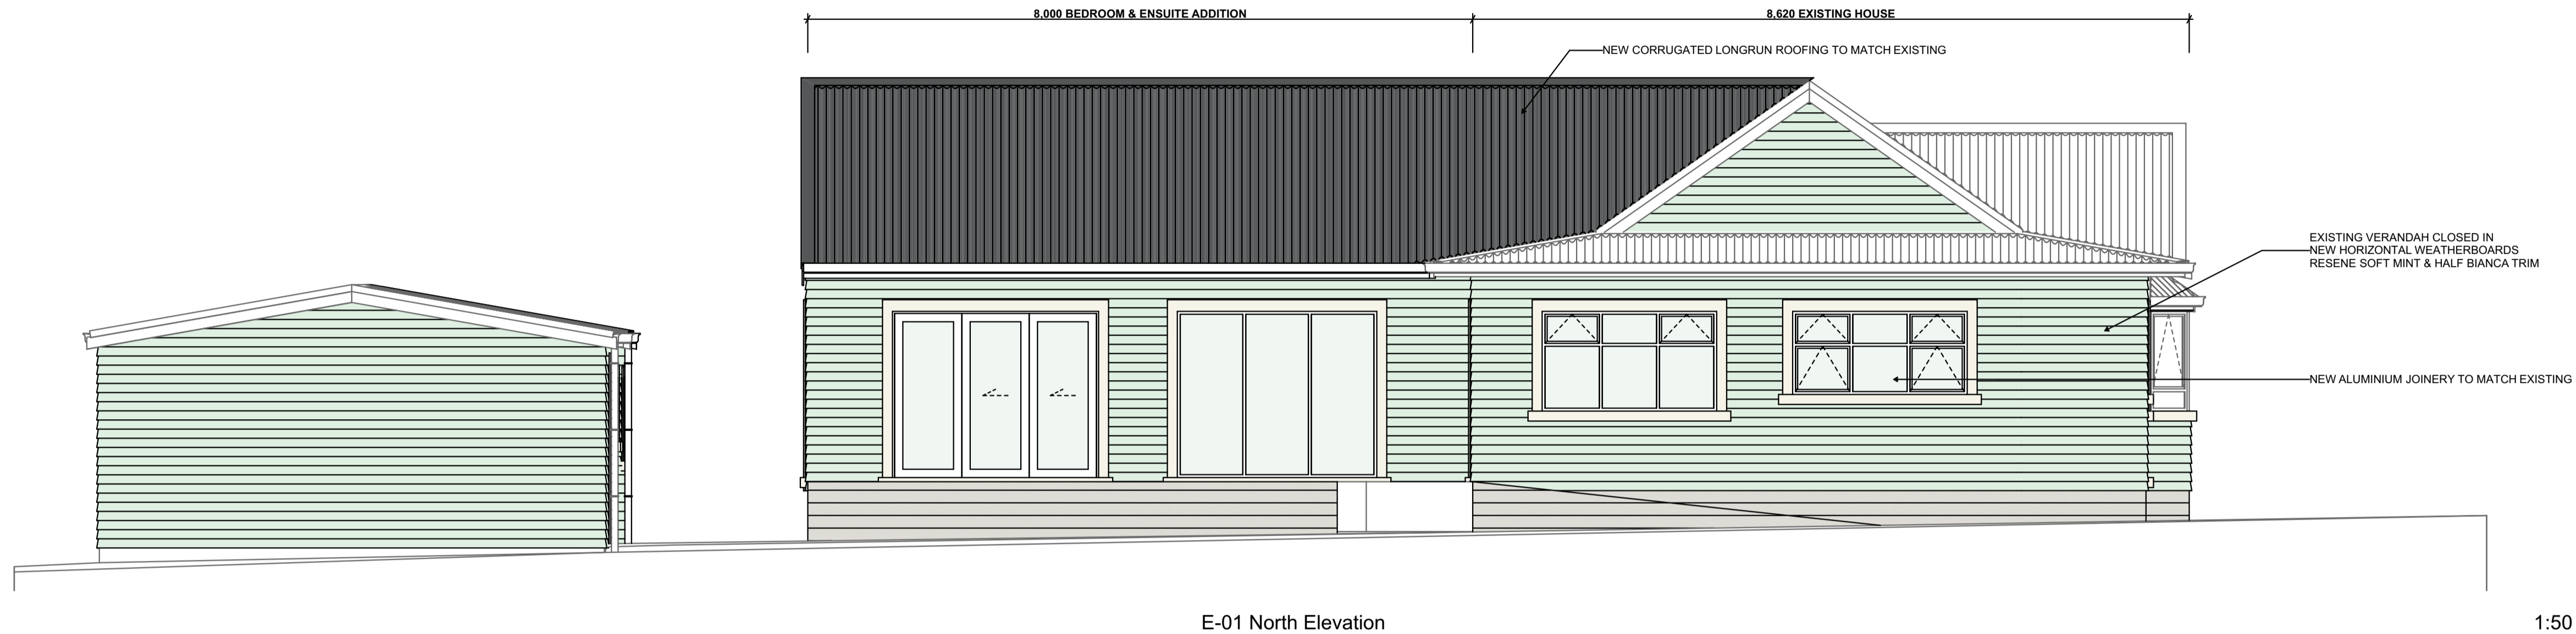 8,000 BEDROOM & ENSUITE ADDITION
8,620 EXISTING HOUSE
NEW CORRUGATED LONGRUN ROOFING TO MATCH EXISTING
EXISTING VERANDAH CLOSED IN
NEW HORIZONTAL WEATHERBOARDS
RESENE SOFT MINT & HALF BIANCA TRIM
NEW ALUMINIUM JOINERY TO MATCH EXISTING
E-01 North Elevation
1:50